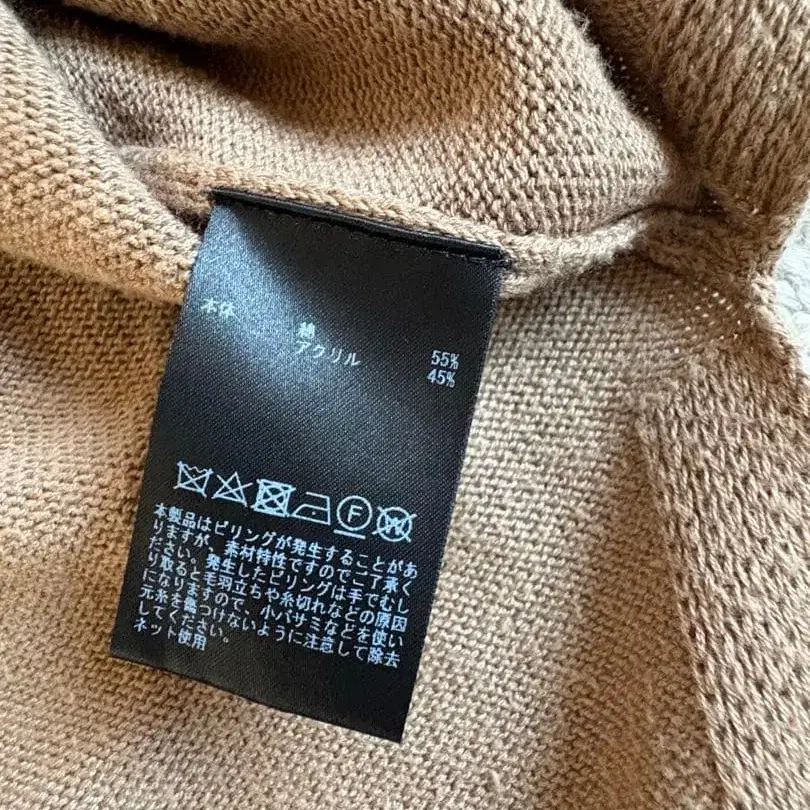 本体 綿 55%
アクリル 45%
F W
本製品はピリングが発生することがあ
りますが、素材特性ですのでご了承く
ださい。発生したピリングは手でむし
り取ると毛羽立ちや糸切れなどの原因
になりますので、小バサミなどを使い
元糸を傷つけないように注意して除去
してください。
ネット使用